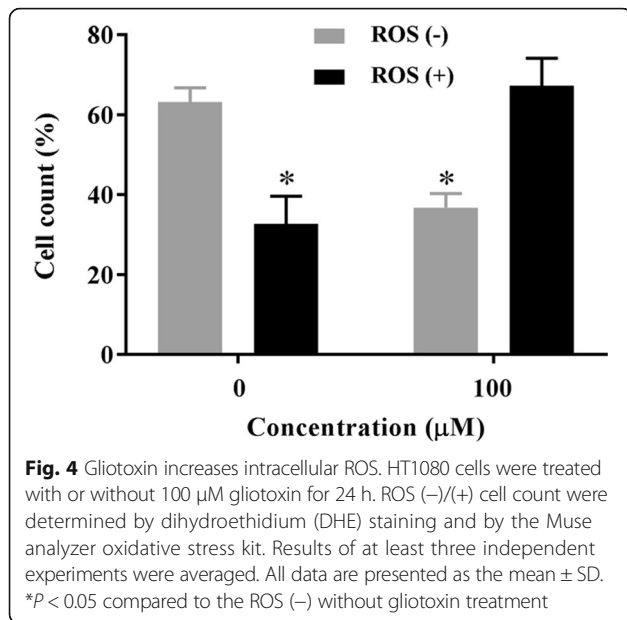 80
60
40
20
0
Cell count (%)
ROS (-)
ROS (+)
*
*
0
100
Concentration (μM)
Fig. 4 Gliotoxin increases intracellular ROS. HT1080 cells were treated
with or without 100 μM gliotoxin for 24 h. ROS (−)/(+) cell count were
determined by dihydroethidium (DHE) staining and by the Muse
analyzer oxidative stress kit. Results of at least three independent
experiments were averaged. All data are presented as the mean ± SD.
*P < 0.05 compared to the ROS (−) without gliotoxin treatment